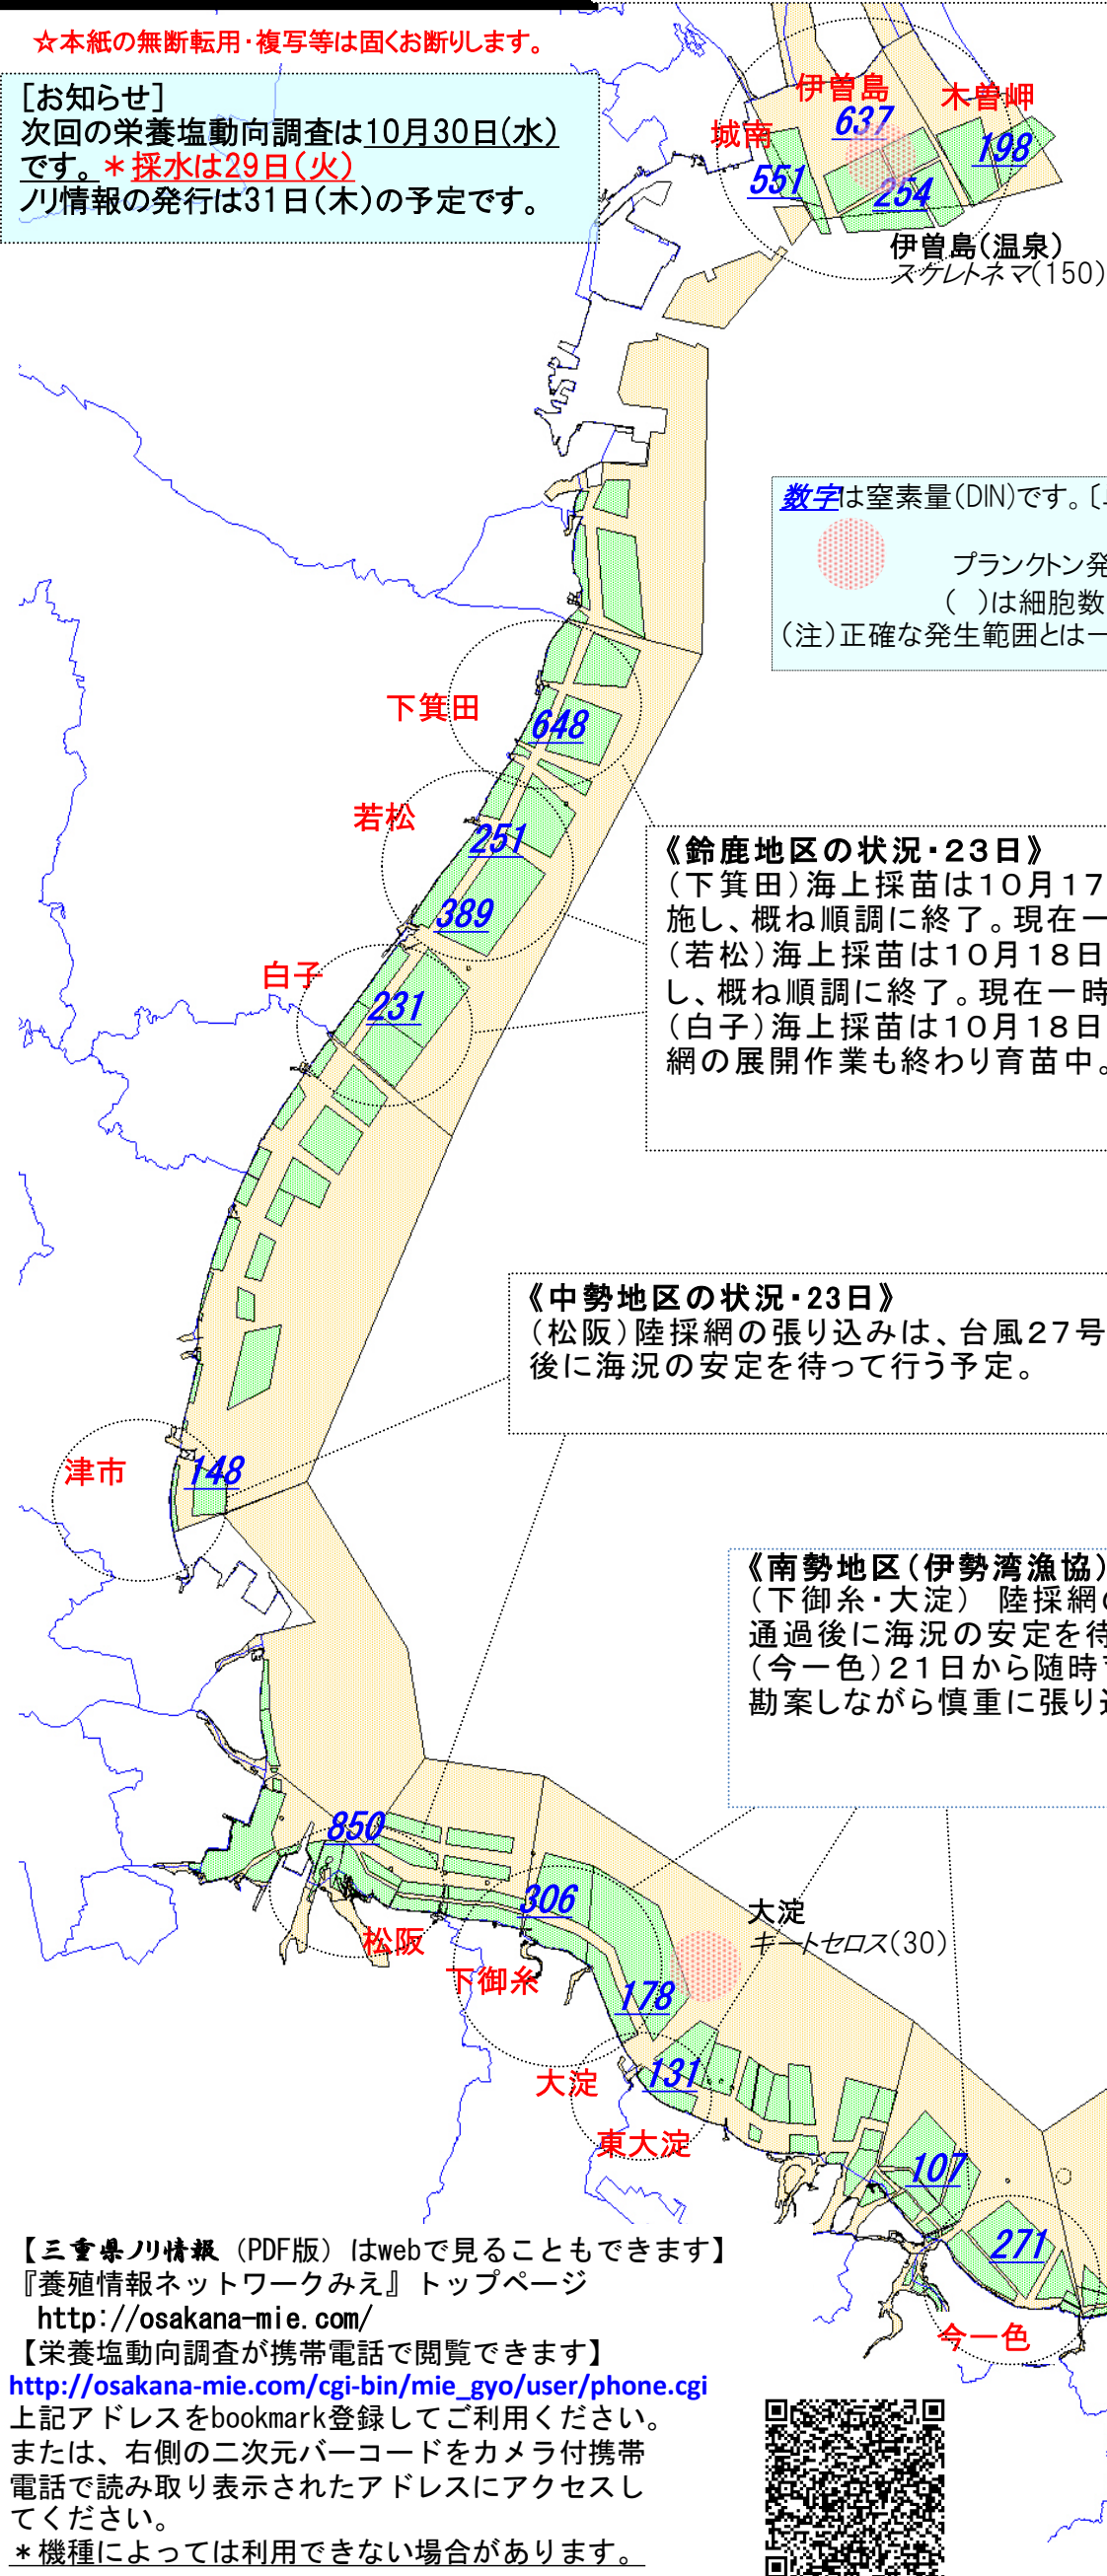 ☆本紙の無断転用・複写等は固くお断りします。
［お知らせ］
次回の栄養塩動向調査は10月30日(水)
です。＊採水は29日(火)
ノリ情報の発行は31日(木)の予定です。
伊曽島
木曽岬
城南
637
198
551
254
伊曽島(温泉)
スケレトネマ(150)
数字は窒素量(DIN)です。〔
プランクトン発
( )は細胞数
(注)正確な発生範囲とは一
下箕田
648
若松
251
389
白子
231
《鈴鹿地区の状況・23日》
(下箕田)海上採苗は10月17
施し、概ね順調に終了。現在一
(若松)海上採苗は10月18日
し、概ね順調に終了。現在一時
(白子)海上採苗は10月18日
網の展開作業も終わり育苗中。
《中勢地区の状況・23日》
(松阪)陸採網の張り込みは、台風27号
後に海況の安定を待って行う予定。
津市
148
《南勢地区(伊勢湾漁協)
(下御糸・大淀) 陸採網の
通過後に海況の安定を待
(今一色)21日から随時
勘案しながら慎重に張り込
850
306
松阪
下御糸
大淀
キートセロス(30)
178
大淀
131
東大淀
107
271
今一色
【三重県ノリ情報（PDF版）はwebで見ることもできます】
『養殖情報ネットワークみえ』トップページ
http://osakana-mie.com/
【栄養塩動向調査が携帯電話で閲覧できます】
http://osakana-mie.com/cgi-bin/mie_gyo/user/phone.cgi
上記アドレスをbookmark登録してご利用ください。
または、右側の二次元バーコードをカメラ付携帯
電話で読み取り表示されたアドレスにアクセスし
てください。
＊機種によっては利用できない場合があります。